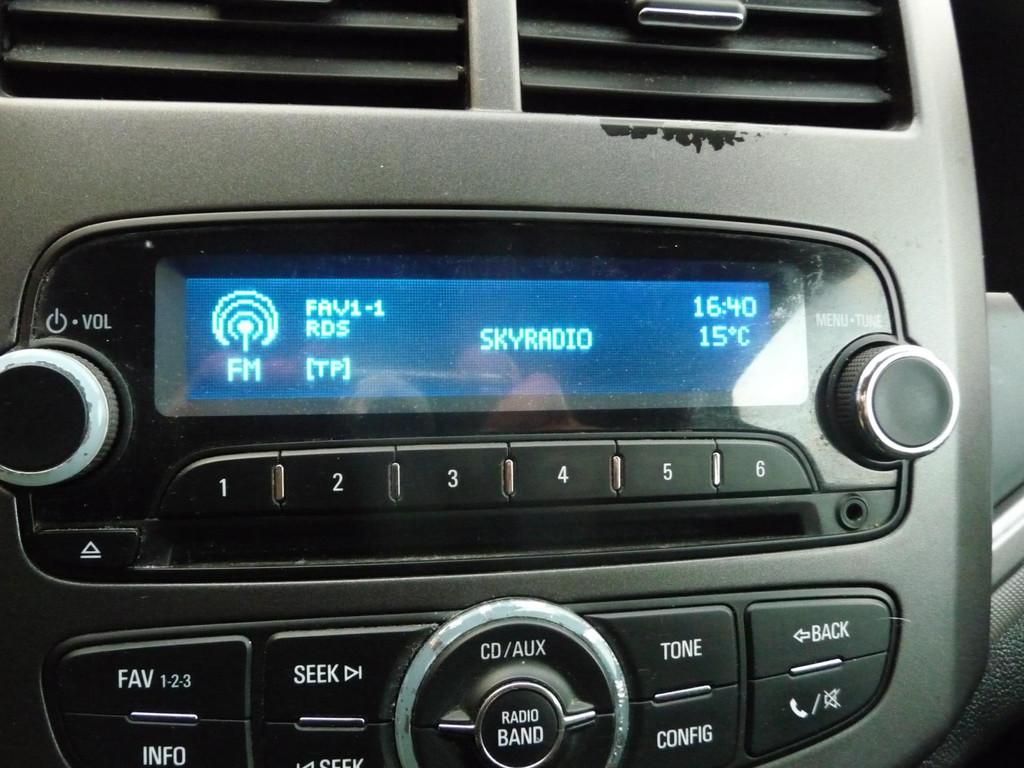 FAV1-1
16:40
RDS
SKYRADIO
15°C
FM
[TP]
VOL
MENU•TUNE
1 2 3 4 5 6
FAV 1-2-3
SEEK
CD/AUX
TONE
BACK
INFO
SEEK
RADIO
BAND
CONFIG